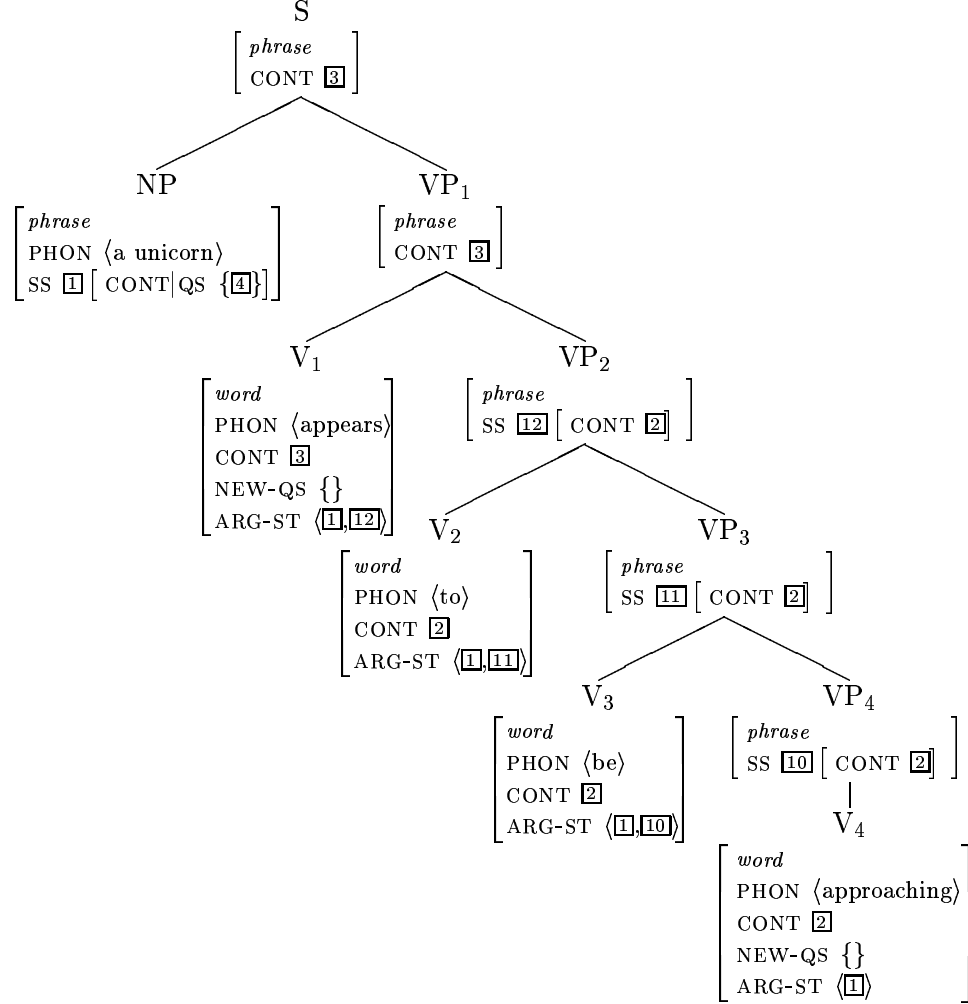 S
phrase
CONT 3
NP VP1
phrase phrase
PHON ⟨a unicorn⟩ CONT 3
SS 1 [ CONT|QS {4}]
V1 VP2
word phrase
PHON ⟨appears⟩ SS 12 [ CONT 2]
CONT 3
NEW-QS {}
ARG-ST ⟨1,12⟩
V2 VP3
word phrase
PHON ⟨to⟩ SS 11 [ CONT 2]
CONT 2
ARG-ST ⟨1,11⟩
V3 VP4
word phrase
PHON ⟨be⟩ SS 10 [ CONT 2]
CONT 2
ARG-ST ⟨1,10⟩
V4
word
PHON ⟨approaching⟩
CONT 2
NEW-QS {}
ARG-ST ⟨1⟩